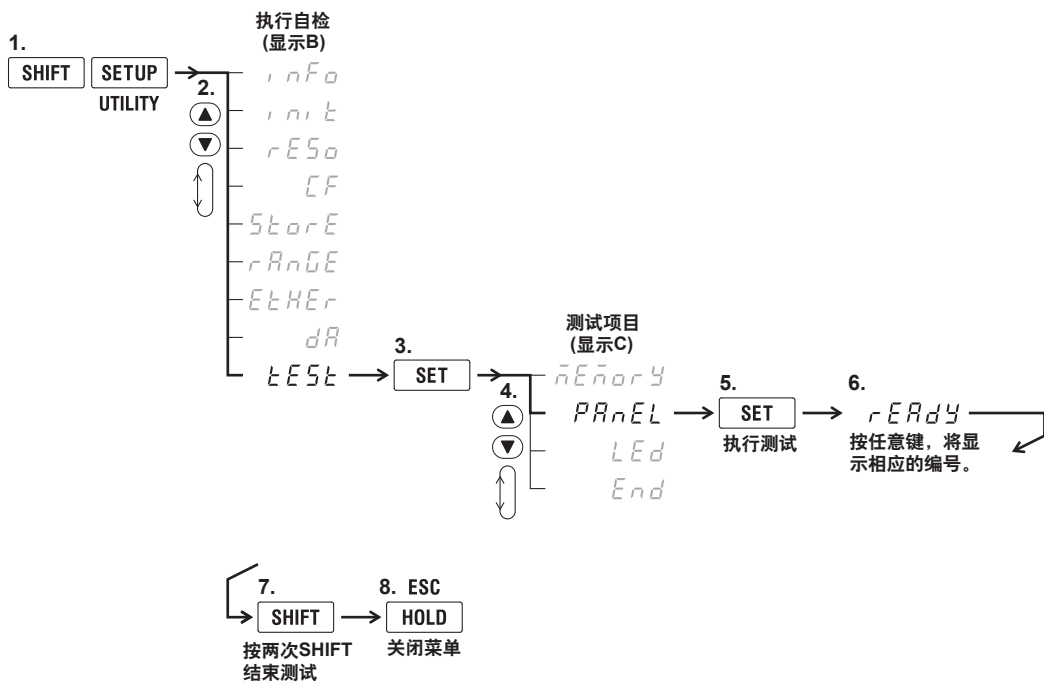 执行自检
(显示B)
1.
SHIFT SETUP
UTILITY
2.
inFo
init
rESo
CF
StorE
rAnGE
EtHEr
dA
tESt
3.
SET
测试项目
(显示C)
4.
mEmorY
PAnEL
LEd
End
5.
SET
执行测试
6.
rEAdY
按任意键，将显
示相应的编号。
7.
SHIFT
按两次SHIFT
结束测试
8. ESC
HOLD
关闭菜单